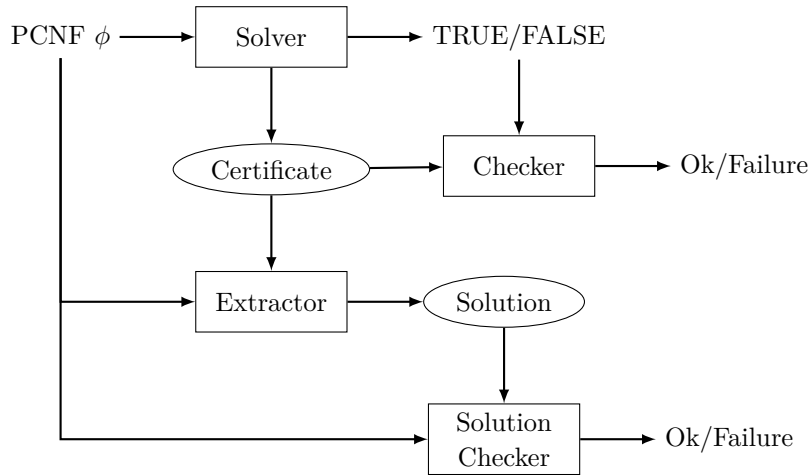 PCNF ϕ
Solver
TRUE/FALSE
Certificate
Checker
Ok/Failure
Extractor
Solution
Solution
Checker
Ok/Failure